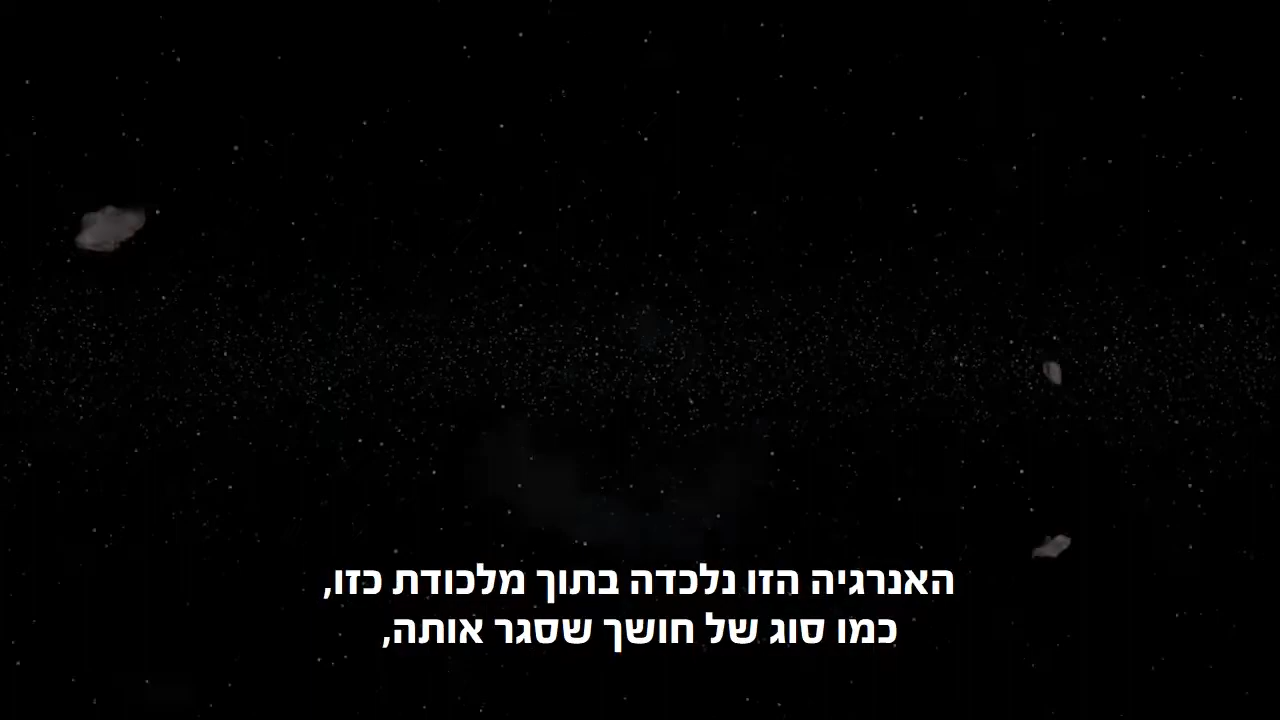 האנרגיה הזו נלכדה בתוך מלכודת כזו,
כמו סוג של חושך שסגר אותה,